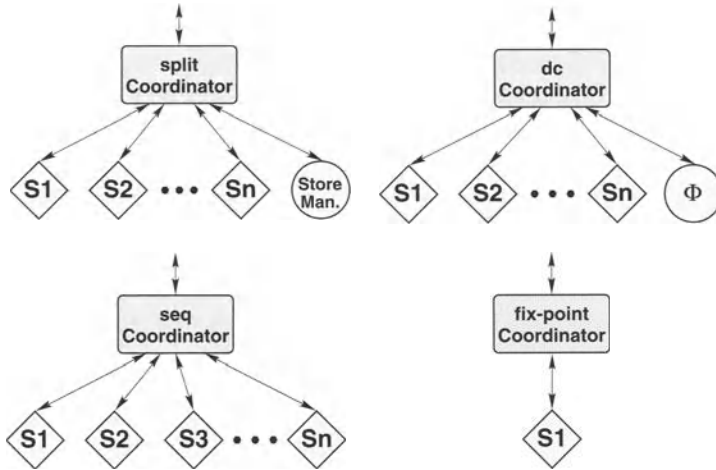 split
Coordinator
S1
S2
Sn
Store
Man.
dc
Coordinator
S1
S2
Sn
Φ
seq
Coordinator
S1
S2
S3
Sn
fix-point
Coordinator
S1